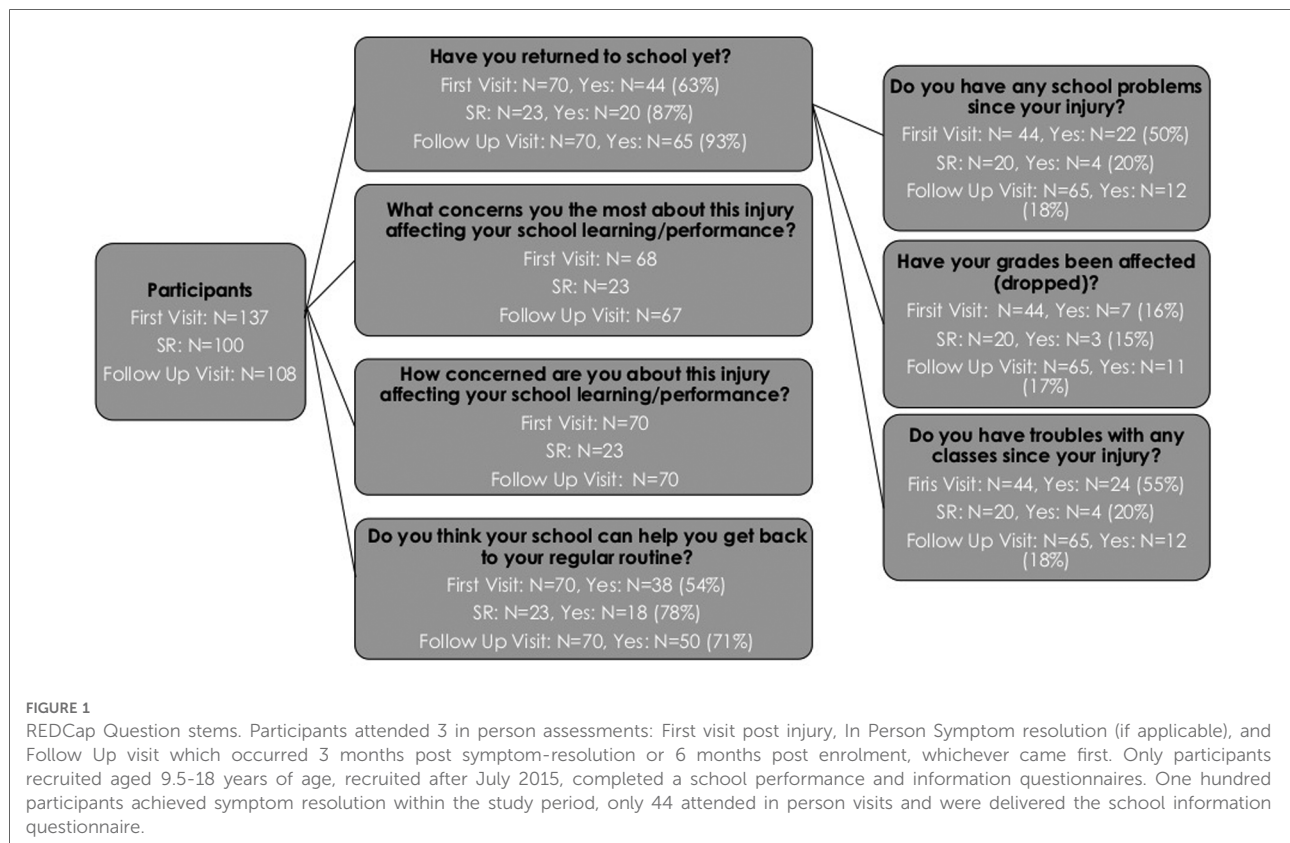 Participants
First Visit: N=137
SR: N=100
Follow Up Visit: N=108
Have you returned to school yet?
First Visit: N=70, Yes: N=44 (63%)
SR: N=23, Yes: N=20 (87%)
Follow Up Visit: N=70, Yes: N=65 (93%)
What concerns you the most about this injury
affecting your school learning/performance?
First Visit: N= 68
SR: N=23
Follow Up Visit: N=67
How concerned are you about this injury
affecting your school learning/performance?
First Visit: N=70
SR: N=23
Follow Up Visit:  N=70
Do you think your school can help you get back
to your regular routine?
First Visit: N=70, Yes: N=38 (54%)
SR: N=23, Yes: N=18 (78%)
Follow Up Visit: N=70, Yes: N=50 (71%)
Do you have any school problems
since your injury?
Firsit Visit: N= 44, Yes: N=22 (50%)
SR: N=20, Yes: N=4 (20%)
Follow Up Visit: N=65, Yes: N=12
(18%)
Have your grades been affected
(dropped)?
Firsit Visit:  N=44, Yes: N=7 (16%)
SR: N=20, Yes: N=3 (15%)
Follow Up Visit: N=65, Yes: N=11
(17%)
Do you have troubles with any
classes since your injury?
Firis Visit: N=44, Yes: N=24 (55%)
SR: N=20, Yes: N=4 (20%)
Follow Up Visit: N=65, Yes: N=12
(18%)
FIGURE 1
REDCap Question stems. Participants attended 3 in person assessments: First visit post injury, In Person Symptom resolution (if applicable), and
Follow Up visit which occurred 3 months post symptom-resolution or 6 months post enrolment, whichever came first. Only participants
recruited aged 9.5-18 years of age, recruited after July 2015, completed a school performance and information questionnaires. One hundred
participants achieved symptom resolution within the study period, only 44 attended in person visits and were delivered the school information
questionnaire.